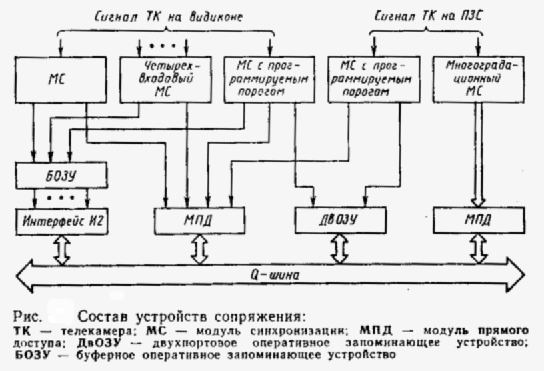 Сигнал ТК на видиконе
Сигнал ТК на ПЗС
МС
Четырех-
входовый
МС
МС с прог-
раммируемым
порогом
МС с прог-
раммируемым
порогом
Многограда-
ционный
МС
БОЗУ
Интерфейс И2
МПД
ДВОЗУ
МПД
Q-шина
Рис. Состав устройств сопряжения:
ТК — телекамера; МС — модуль синхронизации; МПД — модуль прямого
доступа; ДвОЗУ — двухпортовое оперативное запоминающее устройство;
БОЗУ — буферное оперативное запоминающее устройство